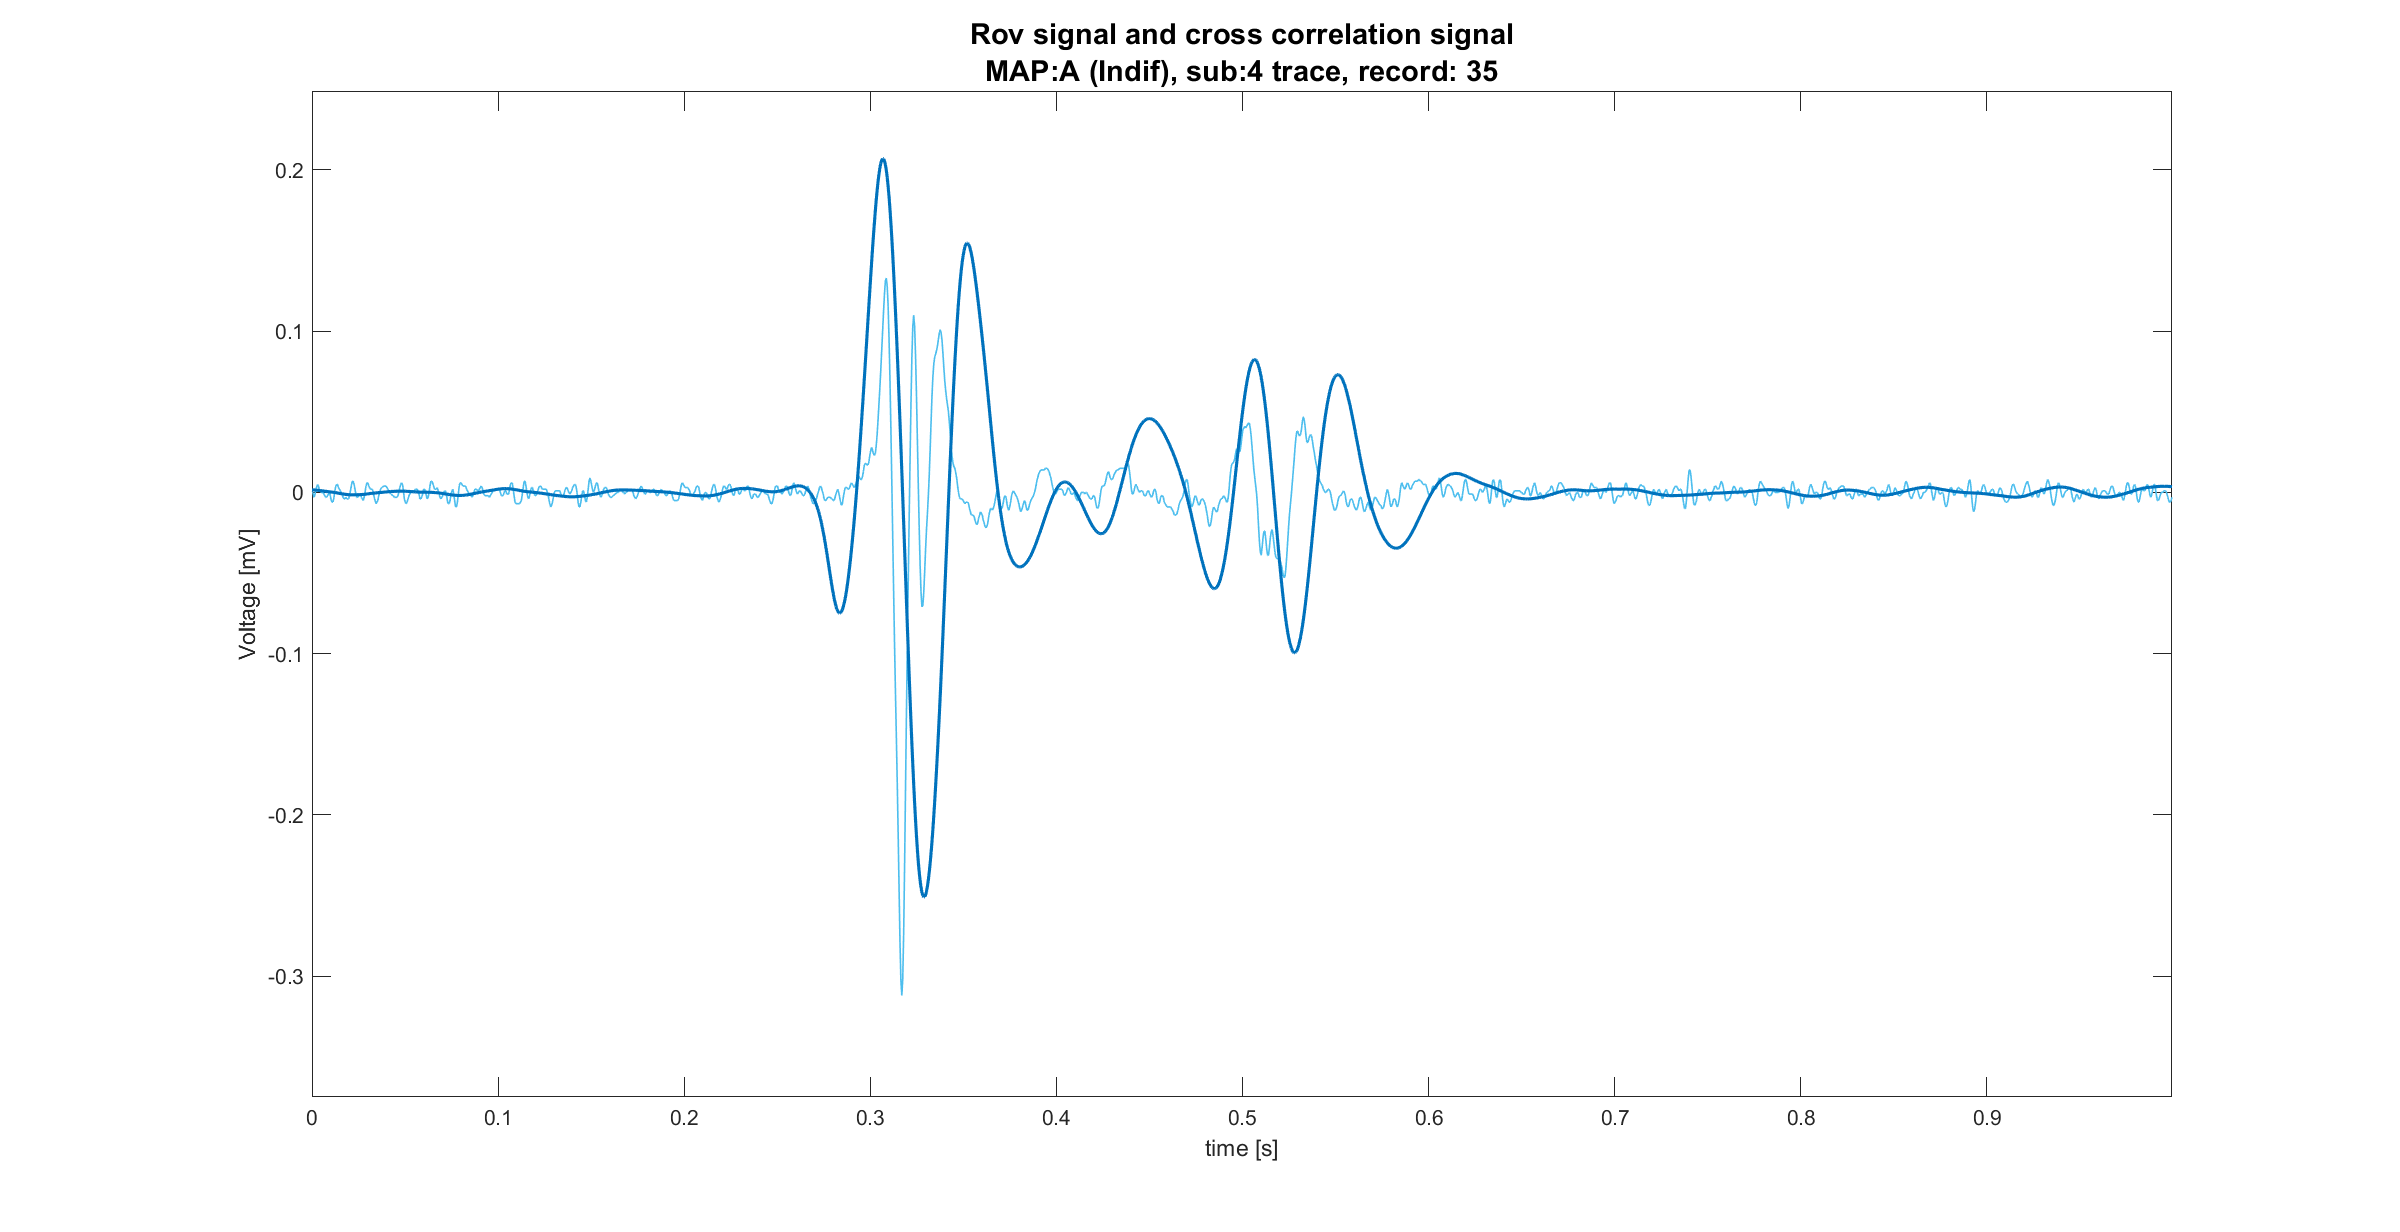 Rov signal and cross correlation signal
MAP:A (Indif), sub:4 trace, record: 35
0.2
0.1
0
-0.1
-0.2
-0.3
Voltage [mV]
0 0.1 0.2 0.3 0.4 0.5 0.6 0.7 0.8 0.9
time [s]